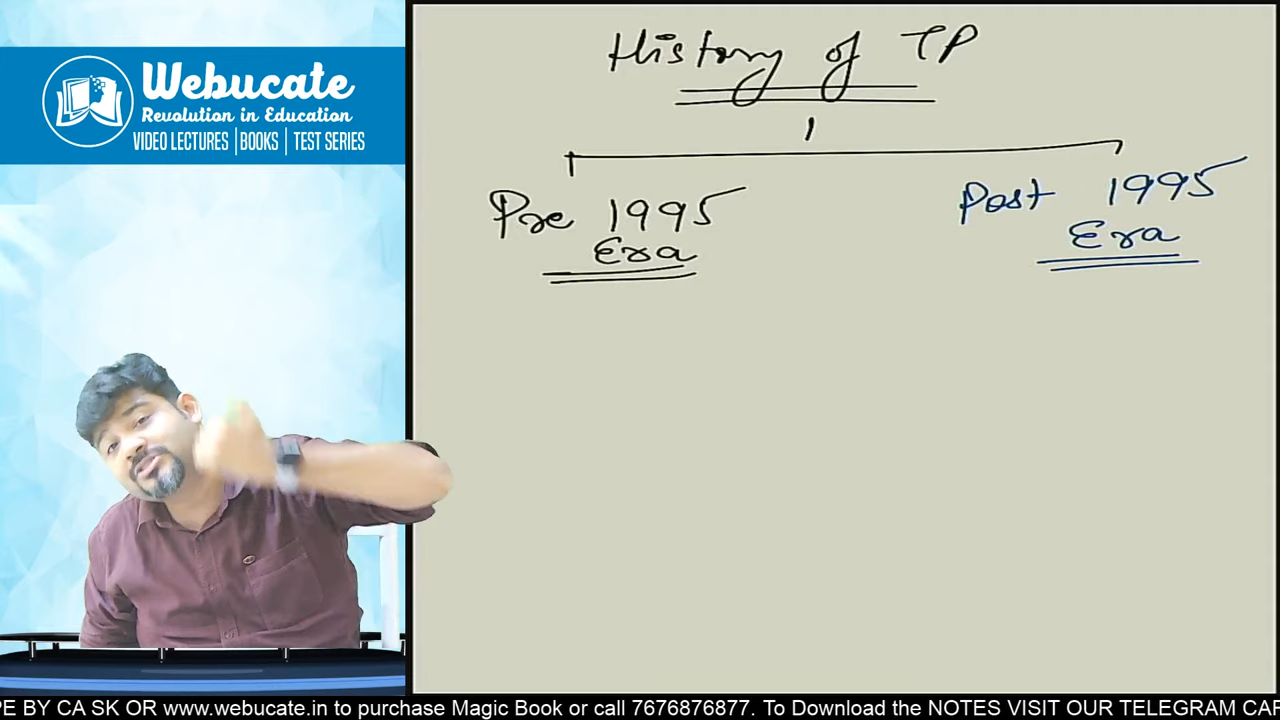 Webucate
Revolution in Education
VIDEO LECTURES | BOOKS | TEST SERIES
History of TP
Pre 1995
Era
Post 1995
Era
PE BY CA SK OR www.webucate.in to purchase Magic Book or call 7676876877. To Download the NOTES VISIT OUR TELEGRAM CAF